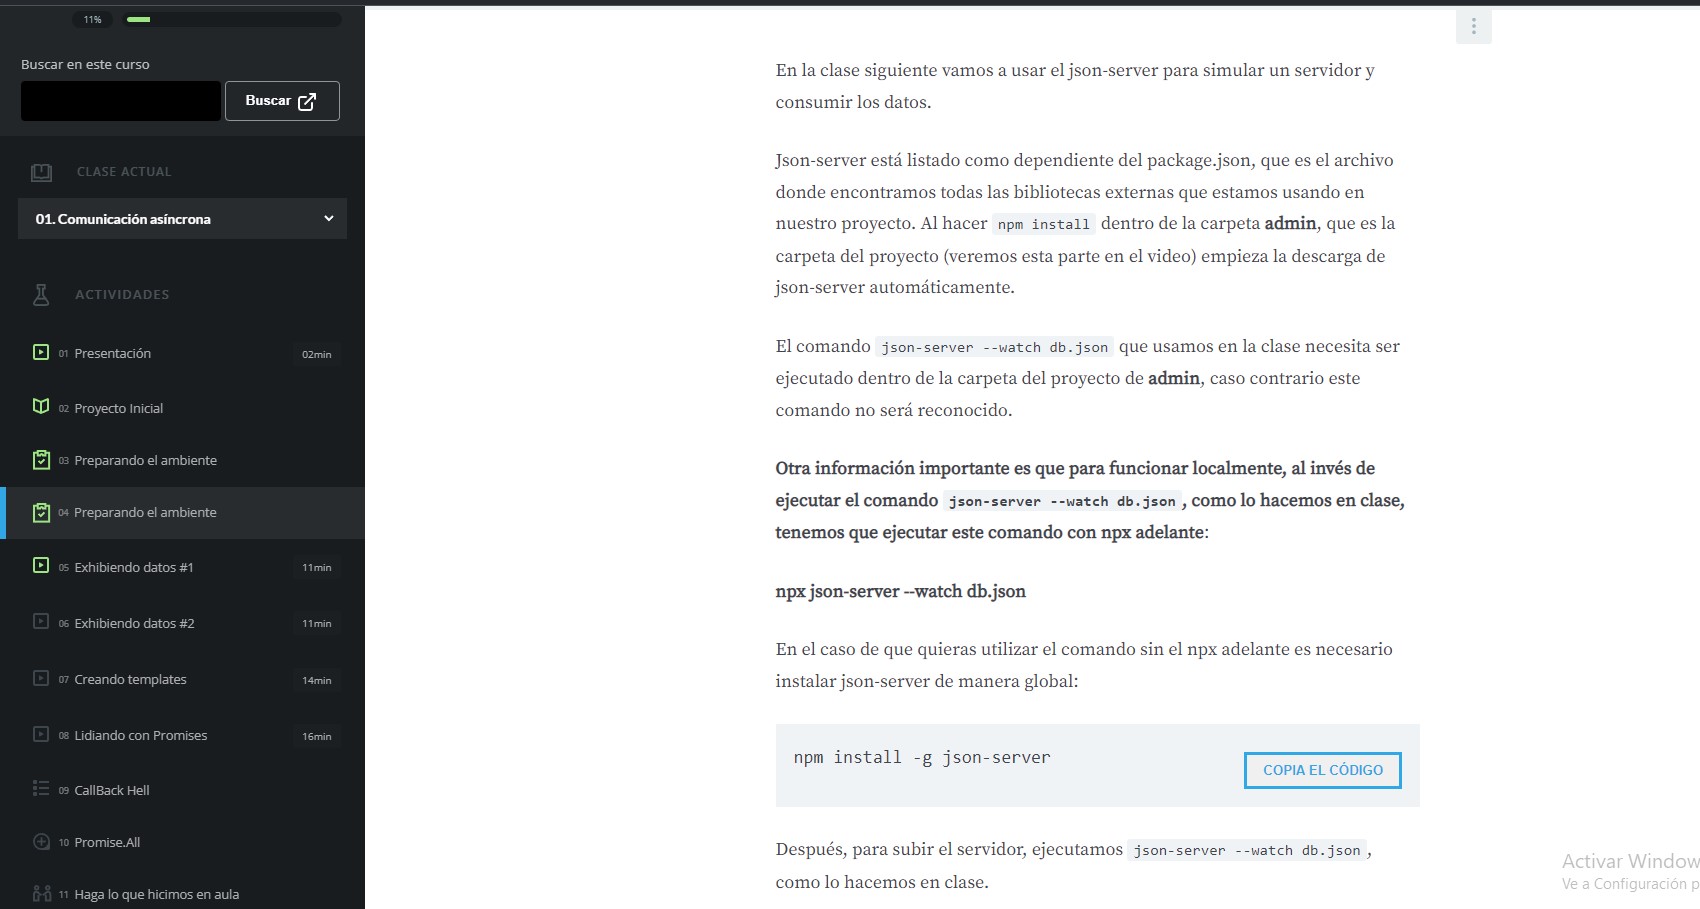 11%
Buscar en este curso
Buscar
CLASE ACTUAL
01. Comunicación asíncrona
ACTIVIDADES
01 Presentación 02min
02 Proyecto Inicial
03 Preparando el ambiente
04 Preparando el ambiente
05 Exhibiendo datos #1 11min
06 Exhibiendo datos #2 11min
07 Creando templates 14min
08 Lidiando con Promises 16min
09 CallBack Hell
10 Promise.All
11 Haga lo que hicimos en aula
En la clase siguiente vamos a usar el json-server para simular un servidor y
consumir los datos.
Json-server está listado como dependiente del package.json, que es el archivo
donde encontramos todas las bibliotecas externas que estamos usando en
nuestro proyecto. Al hacer npm install dentro de la carpeta admin, que es la
carpeta del proyecto (veremos esta parte en el video) empieza la descarga de
json-server automáticamente.
El comando json-server --watch db.json que usamos en la clase necesita ser
ejecutado dentro de la carpeta del proyecto de admin, caso contrario este
comando no será reconocido.
Otra información importante es que para funcionar localmente, al invés de
ejecutar el comando json-server --watch db.json, como lo hacemos en clase,
tenemos que ejecutar este comando con npx adelante:
npx json-server --watch db.json
En el caso de que quieras utilizar el comando sin el npx adelante es necesario
instalar json-server de manera global:
npm install -g json-server
COPIA EL CÓDIGO
Después, para subir el servidor, ejecutamos json-server --watch db.json,
como lo hacemos en clase.
Activar Window
Ve a Configuración p